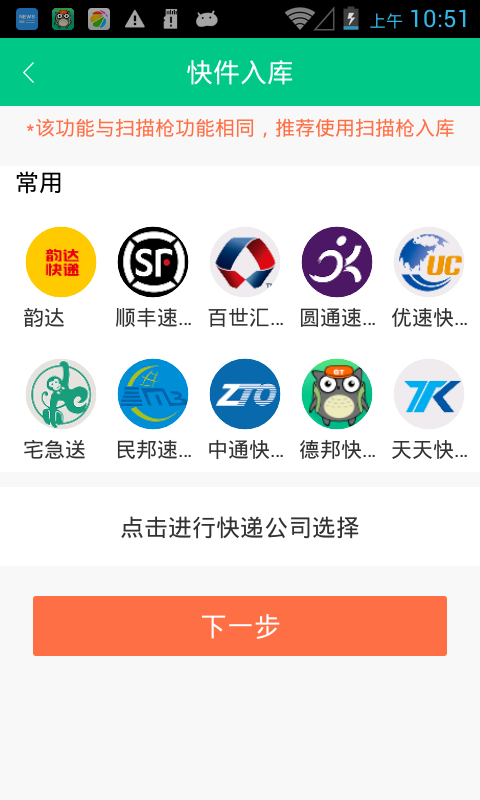 上午 10:51
快件入库
*该功能与扫描枪功能相同，推荐使用扫描枪入库
常用
韵达
快递
SF
UC
韵达
顺丰速...
百世汇...
圆通速...
优速快...
ZTO
GT
宅急送
民邦速...
中通快...
德邦快...
天天快...
点击进行快递公司选择
下一步